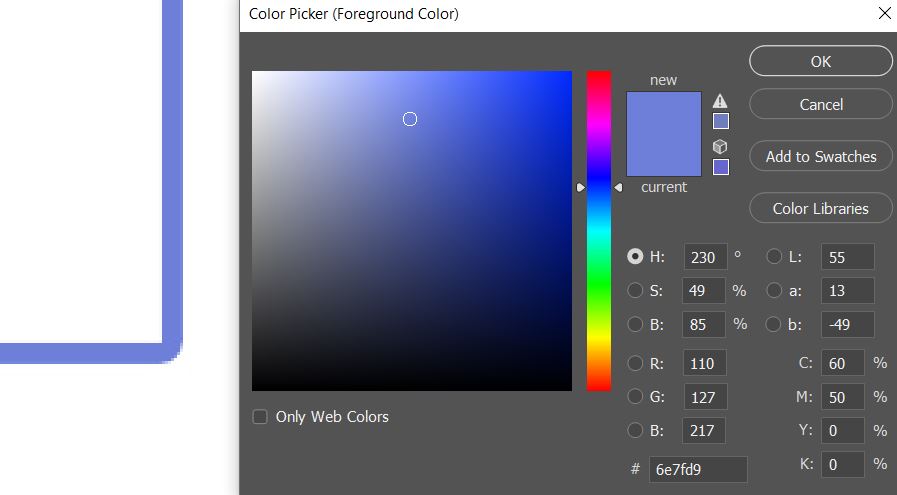 Color Picker (Foreground Color)
new
current
OK
Cancel
Add to Swatches
Color Libraries
H: 230 °
S: 49 %
B: 85 %
R: 110
G: 127
B: 217
# 6e7fd9
L: 55
a: 13
b: -49
C: 60 %
M: 50 %
Y: 0 %
K: 0 %
Only Web Colors